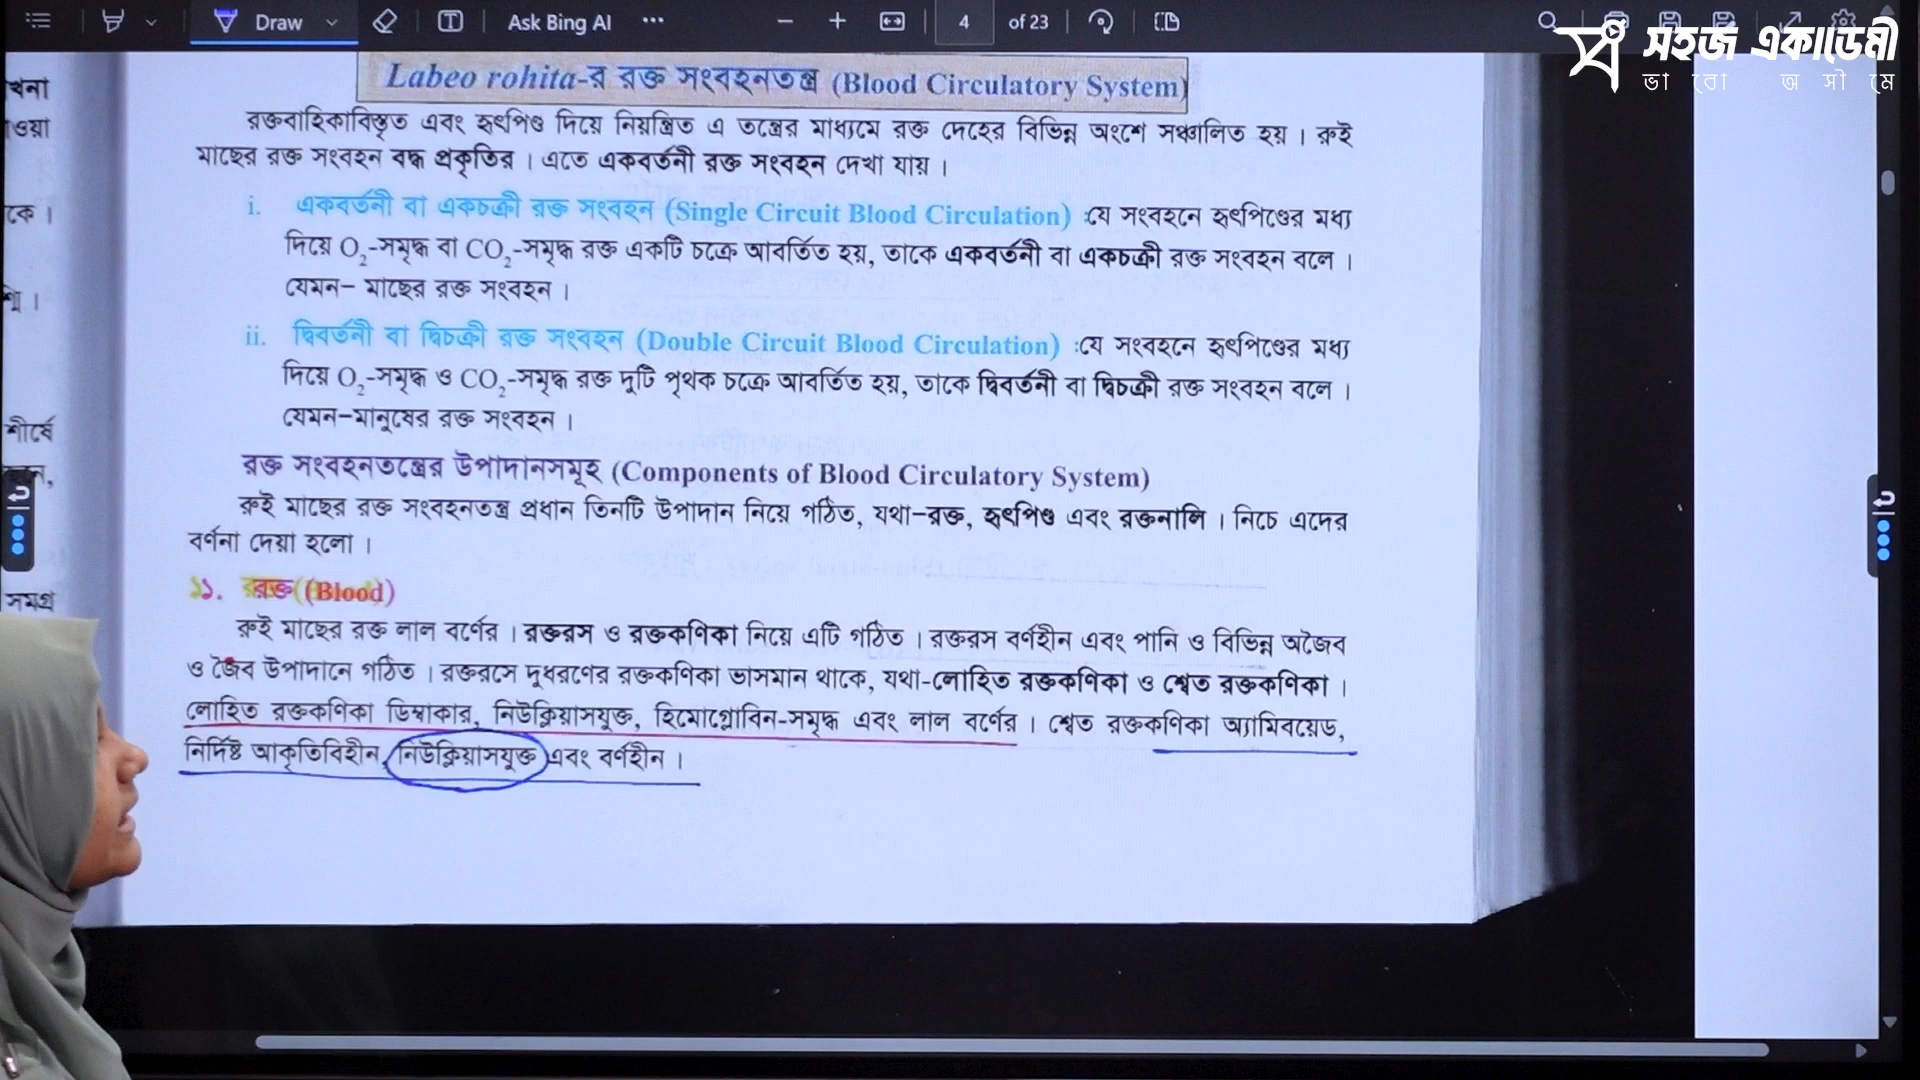 Draw
Ask Bing AI
4 of 23
সহজ একাডেমী
ভাবো অসীমে
Labeo rohita-র রক্ত সংবহনতন্ত্র (Blood Circulatory System)
রক্তবাহিকাবিস্তৃত এবং হৃৎপিণ্ড দিয়ে নিয়ন্ত্রিত এ তন্ত্রের মাধ্যমে রক্ত দেহের বিভিন্ন অংশে সঞ্চালিত হয়। রুই
মাছের রক্ত সংবহন বদ্ধ প্রকৃতির। এতে একবর্তনী রক্ত সংবহন দেখা যায়।
i. একবর্তনী বা একচক্রী রক্ত সংবহন (Single Circuit Blood Circulation) :যে সংবহনে হৃৎপিণ্ডের মধ্য
দিয়ে O₂-সমৃদ্ধ বা CO₂-সমৃদ্ধ রক্ত একটি চক্রে আবর্তিত হয়, তাকে একবর্তনী বা একচক্রী রক্ত সংবহন বলে।
যেমন– মাছের রক্ত সংবহন।
ii. দ্বিবর্তনী বা দ্বিচক্রী রক্ত সংবহন (Double Circuit Blood Circulation) :যে সংবহনে হৃৎপিণ্ডের মধ্য
দিয়ে O₂-সমৃদ্ধ ও CO₂-সমৃদ্ধ রক্ত দুটি পৃথক চক্রে আবর্তিত হয়, তাকে দ্বিবর্তনী বা দ্বিচক্রী রক্ত সংবহন বলে।
যেমন–মানুষের রক্ত সংবহন।
রক্ত সংবহনতন্ত্রের উপাদানসমূহ (Components of Blood Circulatory System)
রুই মাছের রক্ত সংবহনতন্ত্র প্রধান তিনটি উপাদান নিয়ে গঠিত, যথা–রক্ত, হৃৎপিণ্ড এবং রক্তনালি। নিচে এদের
বর্ণনা দেয়া হলো।
১. রক্ত (Blood)
রুই মাছের রক্ত লাল বর্ণের। রক্তরস ও রক্তকণিকা নিয়ে এটি গঠিত। রক্তরস বর্ণহীন এবং পানি ও বিভিন্ন অজৈব
ও জৈব উপাদানে গঠিত। রক্তরসে দুধরণের রক্তকণিকা ভাসমান থাকে, যথা-লোহিত রক্তকণিকা ও শ্বেত রক্তকণিকা।
লোহিত রক্তকণিকা ডিম্বাকার, নিউক্লিয়াসযুক্ত, হিমোগ্লোবিন-সমৃদ্ধ এবং লাল বর্ণের। শ্বেত রক্তকণিকা অ্যামিবয়েড,
নির্দিষ্ট আকৃতিবিহীন, নিউক্লিয়াসযুক্ত এবং বর্ণহীন।
ওয়া
কে।
শীর্ষে
সমগ্র